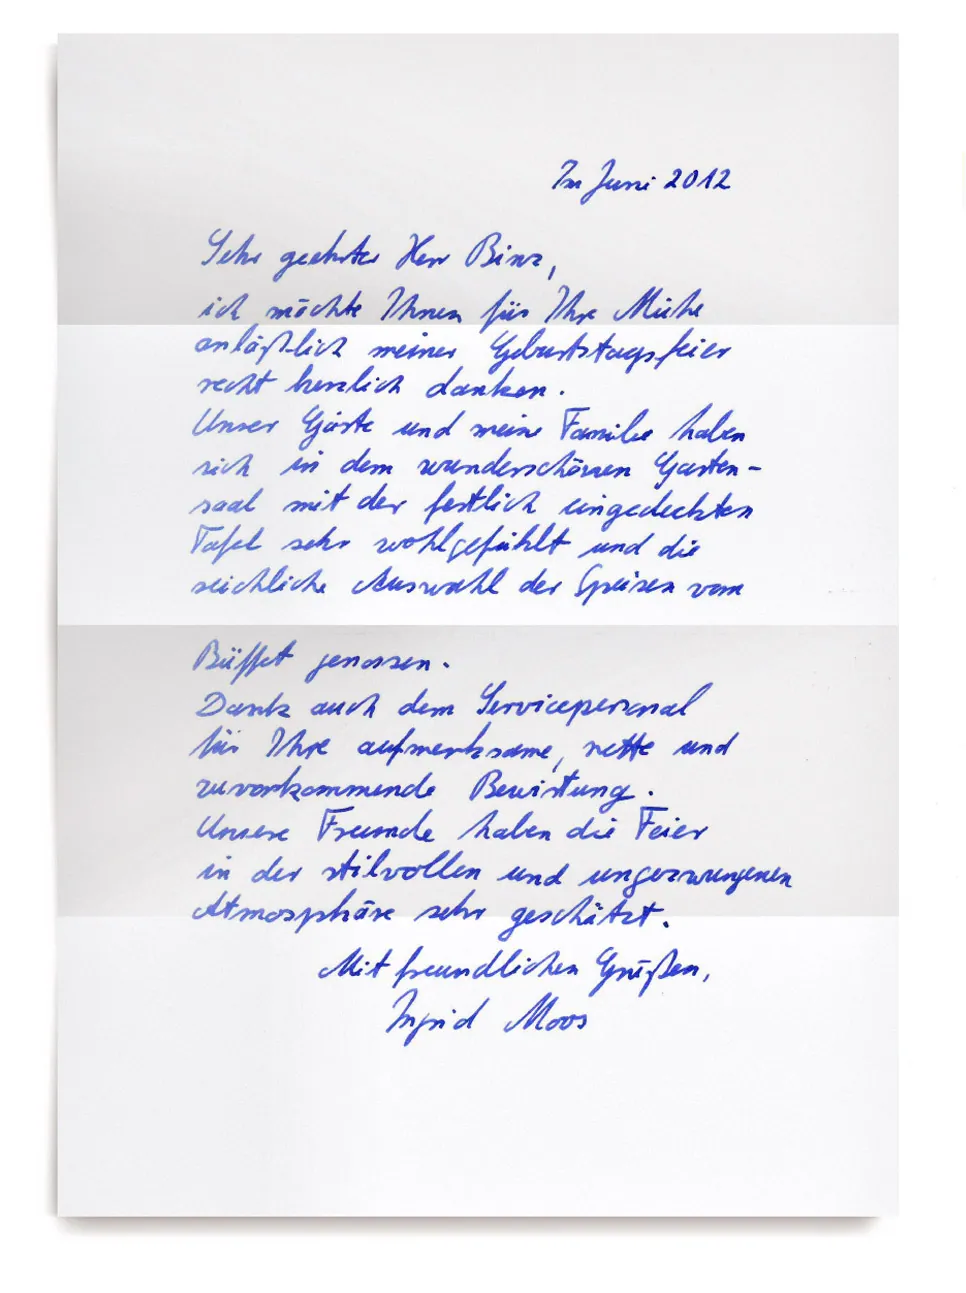 Im Juni 2012
Sehr geehrter Herr Binz,
ich möchte Ihnen für Ihre Mühe
anläßlich meiner Geburtstagsfeier
recht herzlich danken.
Unser Gäste und meine Familie haben
sich in dem wunderschönen Garten-
saal mit der festlich eingedeckten
Tafel sehr wohlgefühlt und die
reichliche Auswahl der Speisen vom
Büffet genossen.
Dank auch dem Servicepersonal
für Ihre aufmerksame, nette und
zuvorkommende Bewirtung.
Unsere Freunde haben die Feier
in der stilvollen und ungezwungenen
Atmosphäre sehr geschätzt.
Mit freundlichen Grüßen,
Ingrid Moos